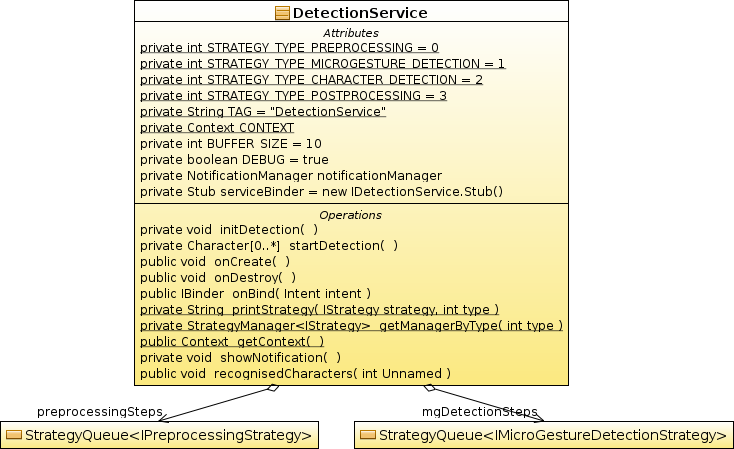 DetectionService
Attributes
private int STRATEGY_TYPE_PREPROCESSING = 0
private int STRATEGY_TYPE_MICROGESTURE_DETECTION = 1
private int STRATEGY_TYPE_CHARACTER_DETECTION = 2
private int STRATEGY_TYPE_POSTPROCESSING = 3
private String TAG = "DetectionService"
private Context CONTEXT
private int BUFFER_SIZE = 10
private boolean DEBUG = true
private NotificationManager notificationManager
private Stub serviceBinder = new IDetectionService.Stub()
Operations
private void initDetection( )
private Character[0..*] startDetection( )
public void onCreate( )
public void onDestroy( )
public IBinder onBind( Intent intent )
private String printStrategy( IStrategy strategy, int type )
private StrategyManager<IStrategy> getManagerByType( int type )
public Context getContext( )
private void showNotification( )
public void recognisedCharacters( int Unnamed )
preprocessingSteps
mgDetectionSteps
StrategyQueue<IPreprocessingStrategy>
StrategyQueue<IMicroGestureDetectionStrategy>